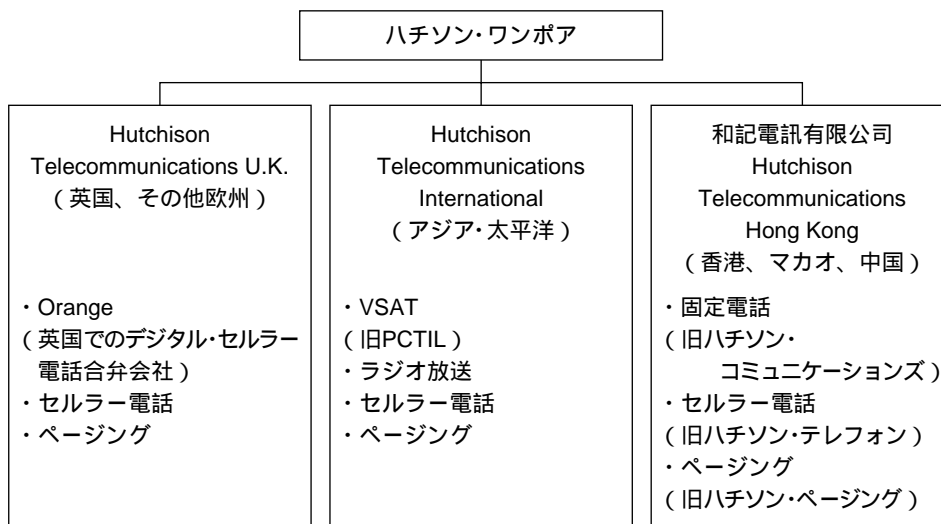 ハチソン・ワンポア
Hutchison
Telecommunications U.K.
（英国、その他欧州）
・Orange
（英国でのデジタル・セルラー
電話合弁会社）
・セルラー電話
・ページング
Hutchison
Telecommunications
International
（アジア・太平洋）
・VSAT
（旧PCTIL）
・ラジオ放送
・セルラー電話
・ページング
和記電訊有限公司
Hutchison
Telecommunications
Hong Kong
（香港、マカオ、中国）
・固定電話
（旧ハチソン・
コミュニケーションズ）
・セルラー電話
（旧ハチソン・テレフォン）
・ページング
（旧ハチソン・ページング）